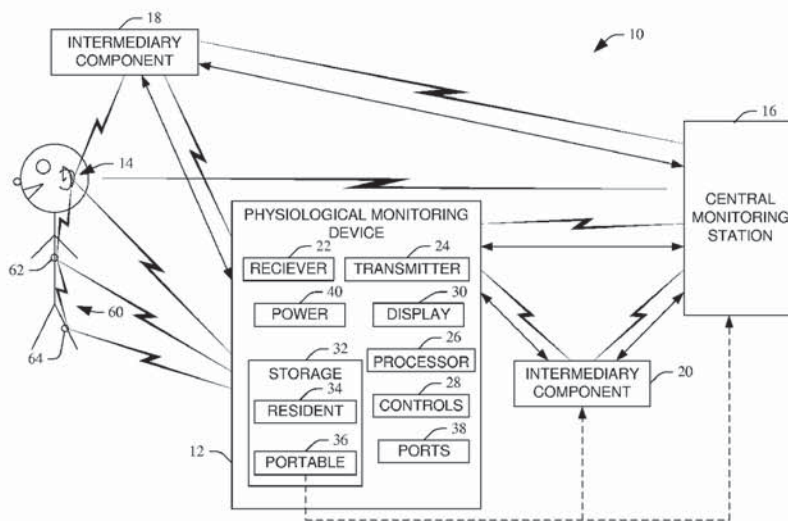 18
INTERMEDIARY
COMPONENT
10
16
14
CENTRAL
MONITORING
STATION
PHYSIOLOGICAL MONITORING
DEVICE
22
24
RECIEVER
TRANSMITTER
62
40
30
60
POWER
DISPLAY
32
26
64
STORAGE
PROCESSOR
34
28
INTERMEDIARY
COMPONENT
20
RESIDENT
CONTROLS
36
38
12
PORTABLE
PORTS